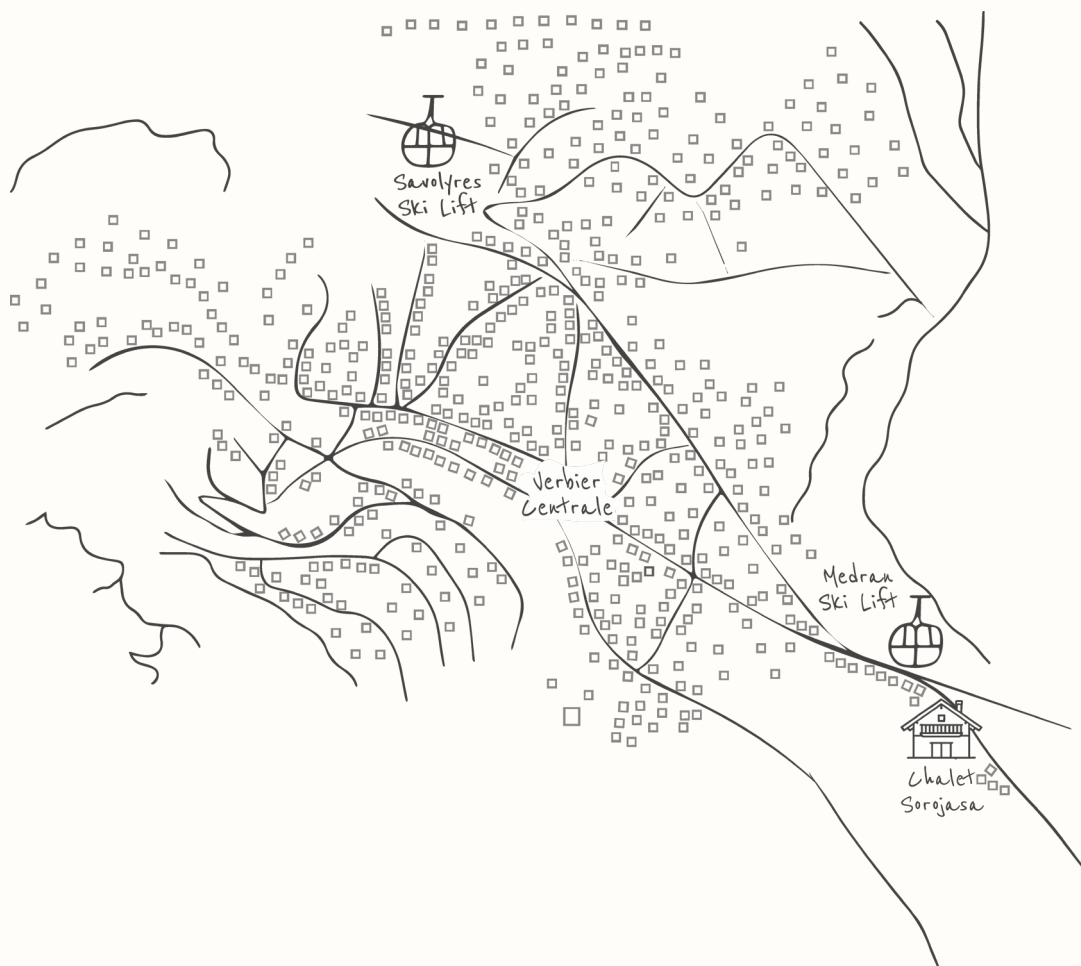 Savolyres
Ski Lift
Verbier
Centrale
Medran
Ski Lift
Chalet
Sorojasa